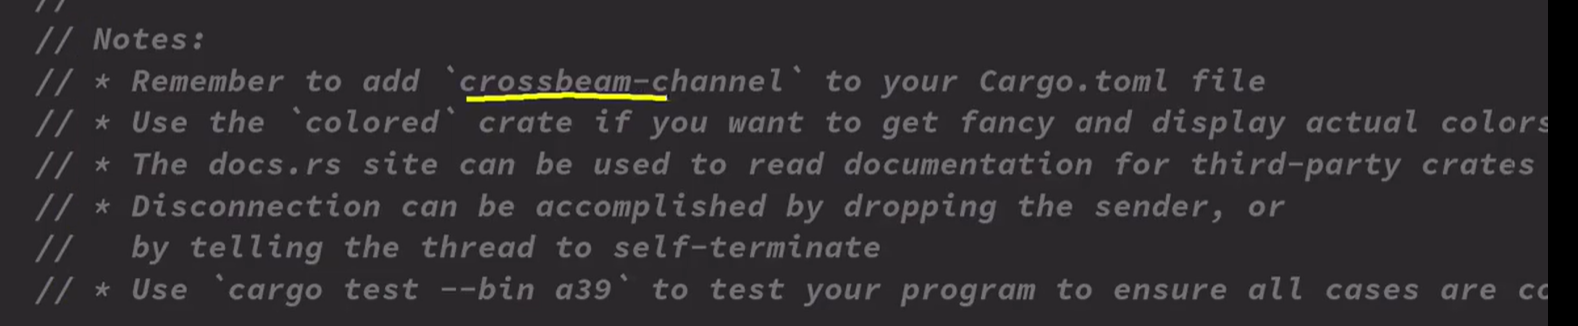 //
// Notes:
// * Remember to add `crossbeam-channel` to your Cargo.toml file
// * Use the `colored` crate if you want to get fancy and display actual colors
// * The docs.rs site can be used to read documentation for third-party crates
// * Disconnection can be accomplished by dropping the sender, or
//   by telling the thread to self-terminate
// * Use `cargo test --bin a39` to test your program to ensure all cases are